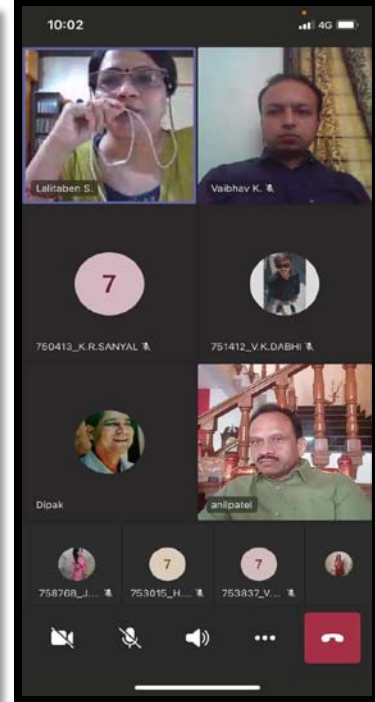 10:02
4G
Lalitaben S.
Vaibhav K.
7
750413_K.R.SANYAL
751412_V.K.DABHI
Dipak
anilpatel
7
7
758768_J...
753015_H...
753837_V...